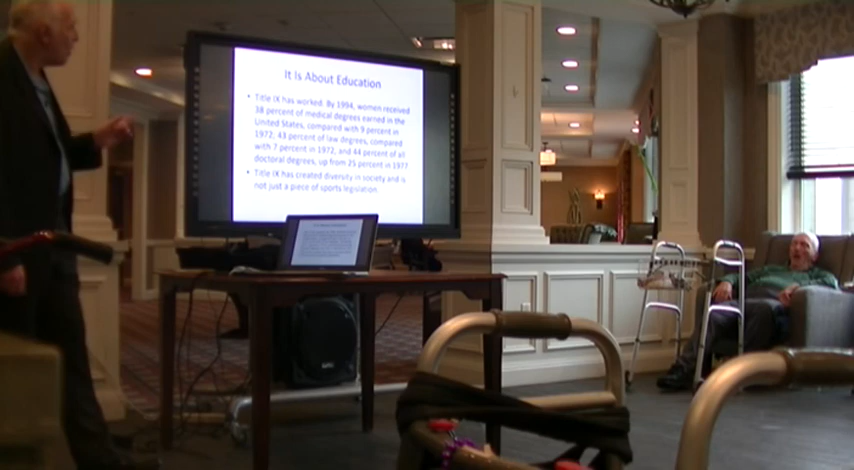 It Is About Education
• Title IX has worked. By 1994, women received
38 percent of medical degrees earned in the
United States, compared with 9 percent in
1972, 43 percent of law degrees, compared
with 7 percent in 1972, and 44 percent of all
doctoral degrees, up from 25 percent in 1977
• Title IX has created diversity in society and is
not just a piece of sports legislation.